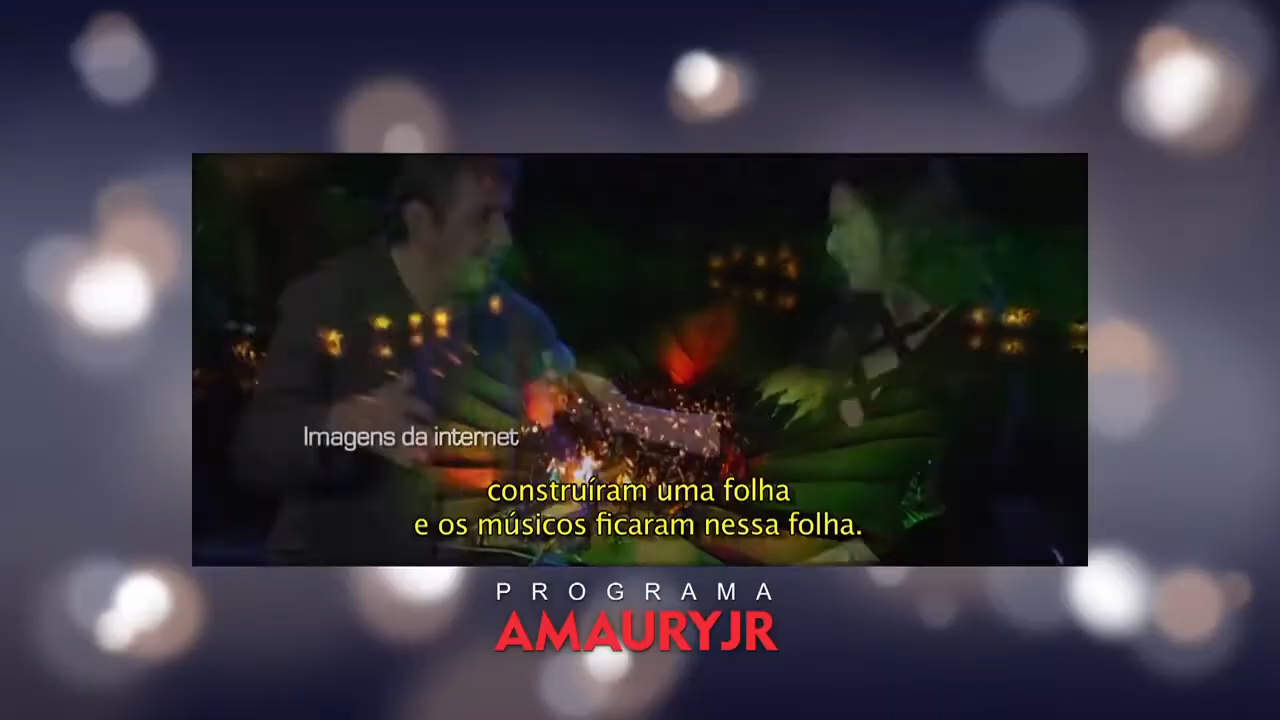 Imagens da internet
construíram uma folha
e os músicos ficaram nessa folha.
PROGRAMA
AMAURYJR